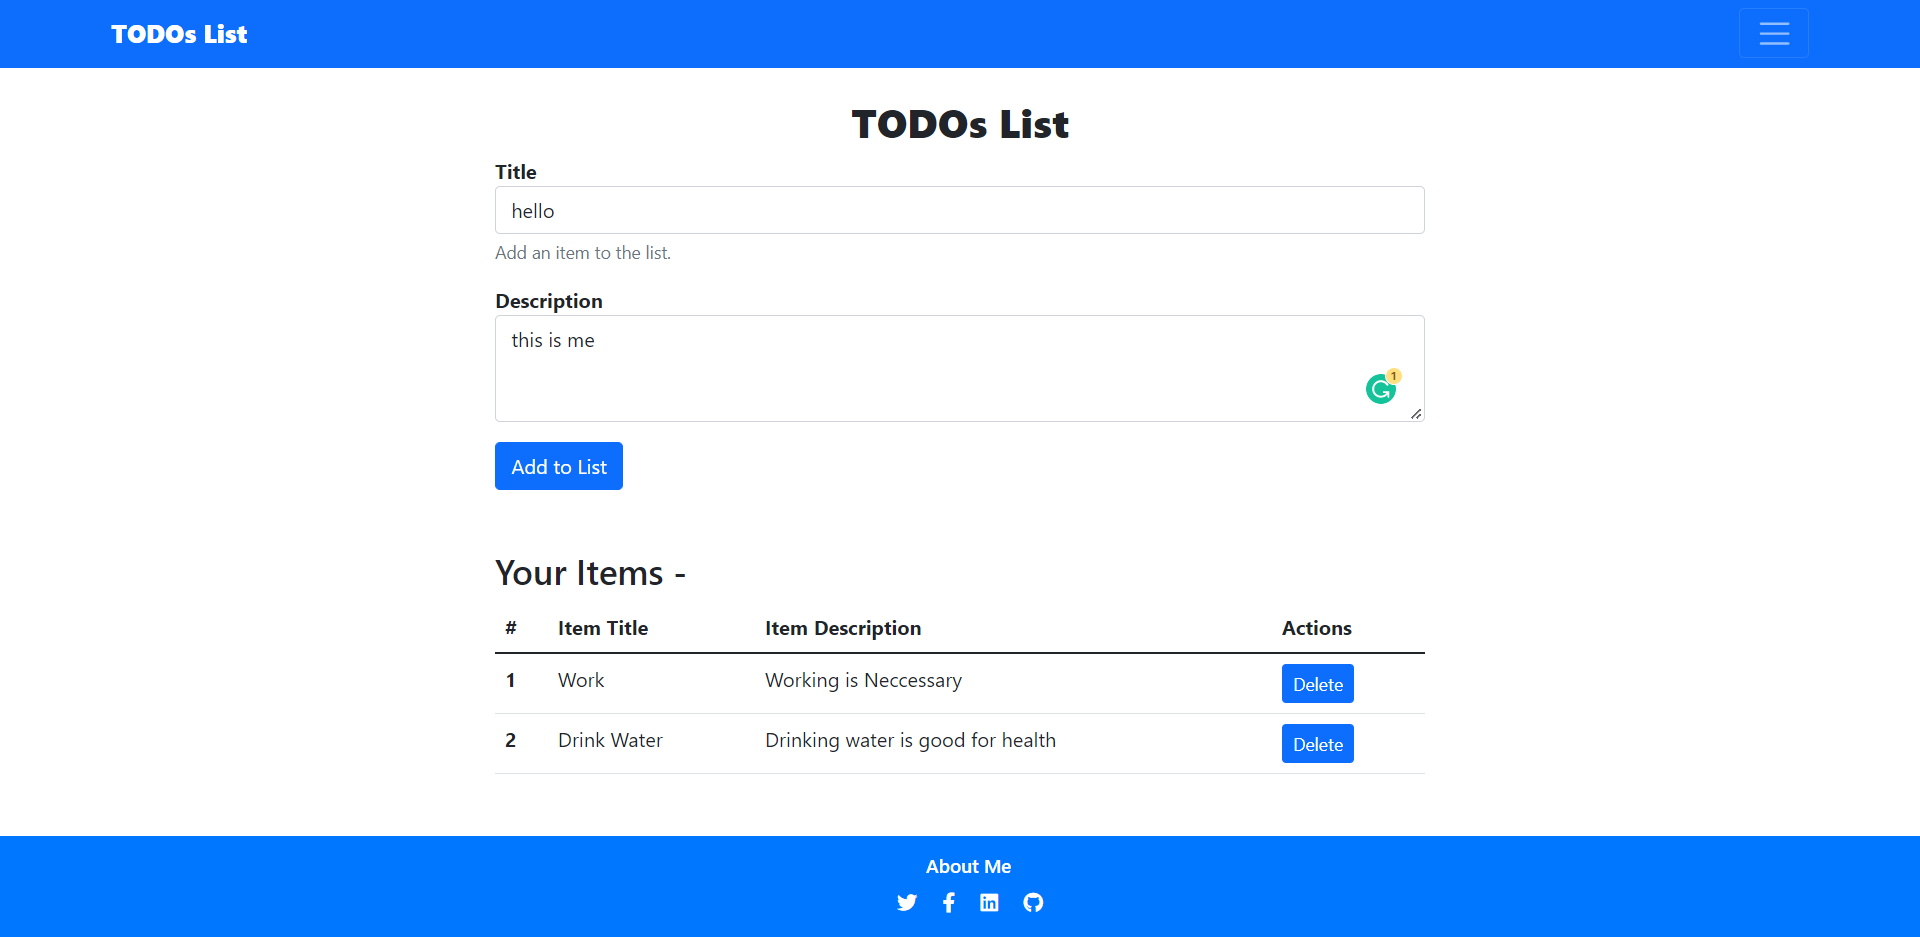 TODOs List
TODOs List
Title
hello
Add an item to the list.
Description
this is me
1
Add to List
Your Items -
# Item Title Item Description Actions
1 Work Working is Neccessary Delete
2 Drink Water Drinking water is good for health Delete
About Me